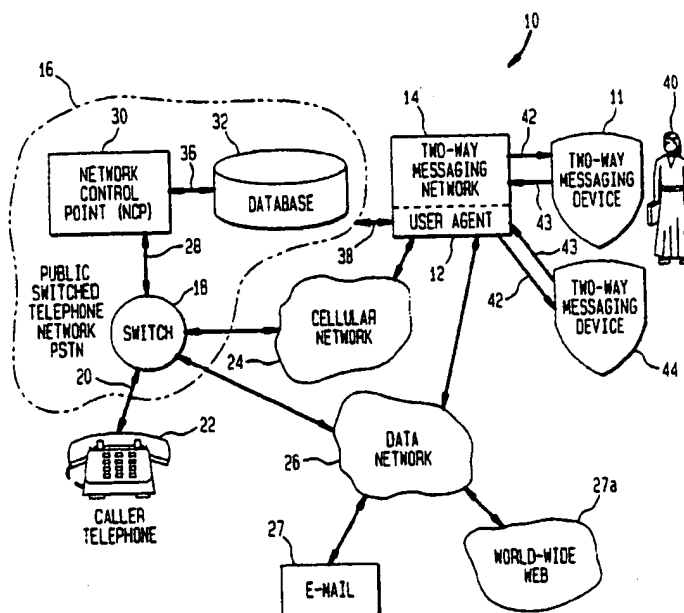 10
16
40
30
32
14
42
11
NETWORK
CONTROL
POINT (NCP)
36
DATABASE
TWO-WAY
MESSAGING
NETWORK
USER AGENT
43
TWO-WAY
MESSAGING
DEVICE
28
38
12
43
PUBLIC
SWITCHED
TELEPHONE
NETWORK
PSTN
18
SWITCH
CELLULAR
NETWORK
24
42
TWO-WAY
MESSAGING
DEVICE
44
20
22
CALLER
TELEPHONE
DATA
NETWORK
26
27
E-MAIL
27a
WORLD-WIDE
WEB